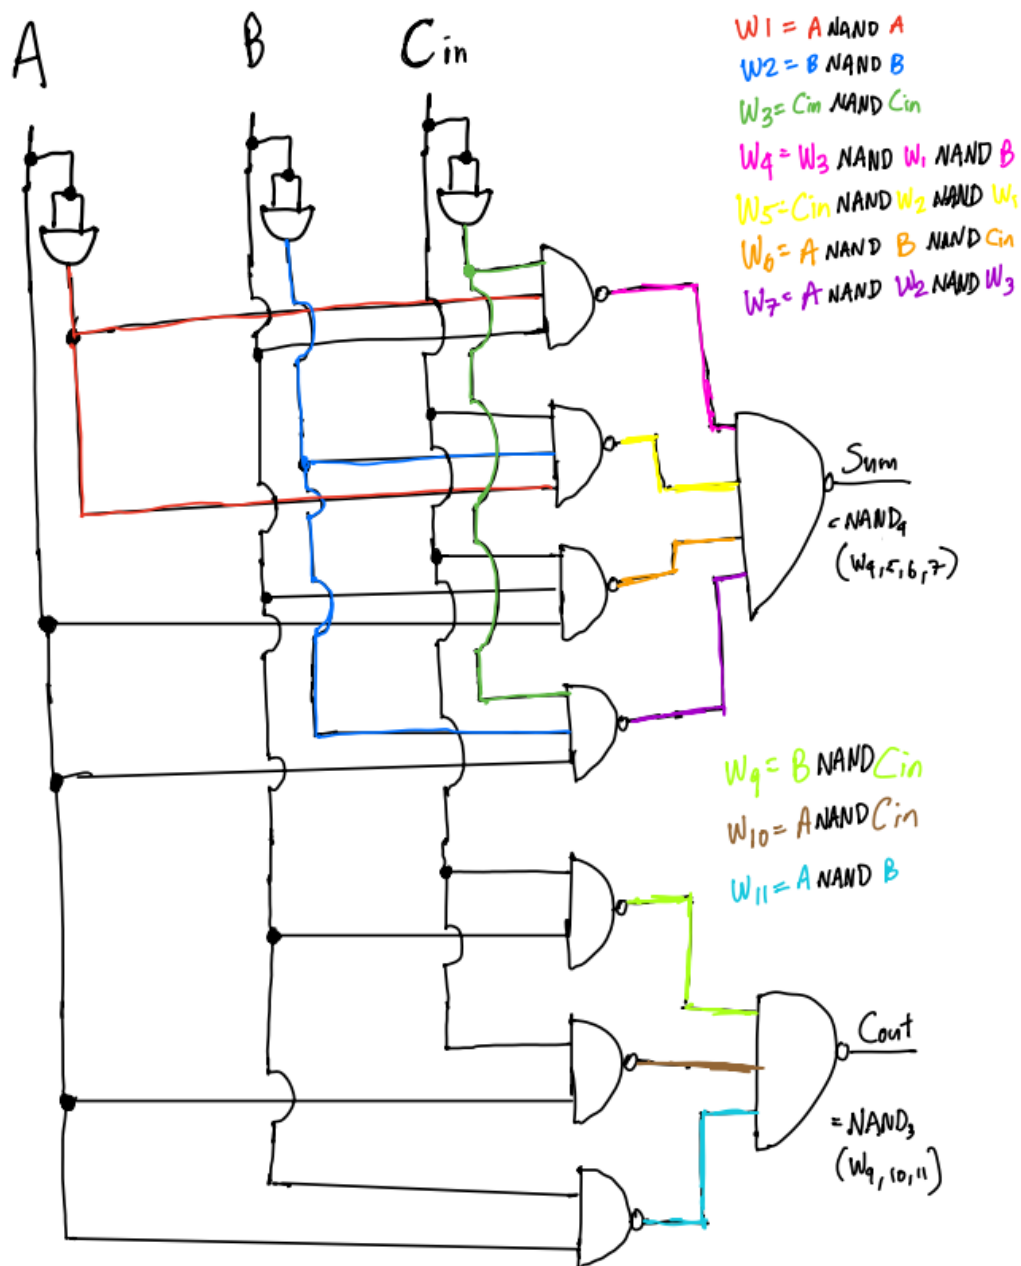 A B Cin
W1 = A NAND A
W2 = B NAND B
W3 = Cin NAND Cin
W4 = W3 NAND W1 NAND B
W5 = Cin NAND W2 NAND W1
W6 = A NAND B NAND Cin
W7 = A NAND W2 NAND W3
Sum
= NAND4
(W4,5,6,7)
W9 = B NAND Cin
W10 = A NAND Cin
W11 = A NAND B
Cout
= NAND3
(W9,10,11)